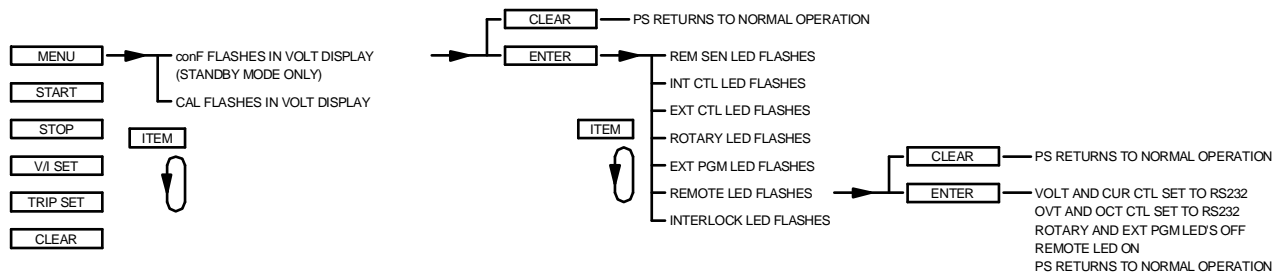 MENU
START
STOP
V/I SET
TRIP SET
CLEAR
conF FLASHES IN VOLT DISPLAY
(STANDBY MODE ONLY)
CAL FLASHES IN VOLT DISPLAY
ITEM
CLEAR
PS RETURNS TO NORMAL OPERATION
ENTER
REM SEN LED FLASHES
INT CTL LED FLASHES
EXT CTL LED FLASHES
ROTARY LED FLASHES
EXT PGM LED FLASHES
REMOTE LED FLASHES
INTERLOCK LED FLASHES
ITEM
CLEAR
PS RETURNS TO NORMAL OPERATION
ENTER
VOLT AND CUR CTL SET TO RS232
OVT AND OCT CTL SET TO RS232
ROTARY AND EXT PGM LED'S OFF
REMOTE LED ON
PS RETURNS TO NORMAL OPERATION